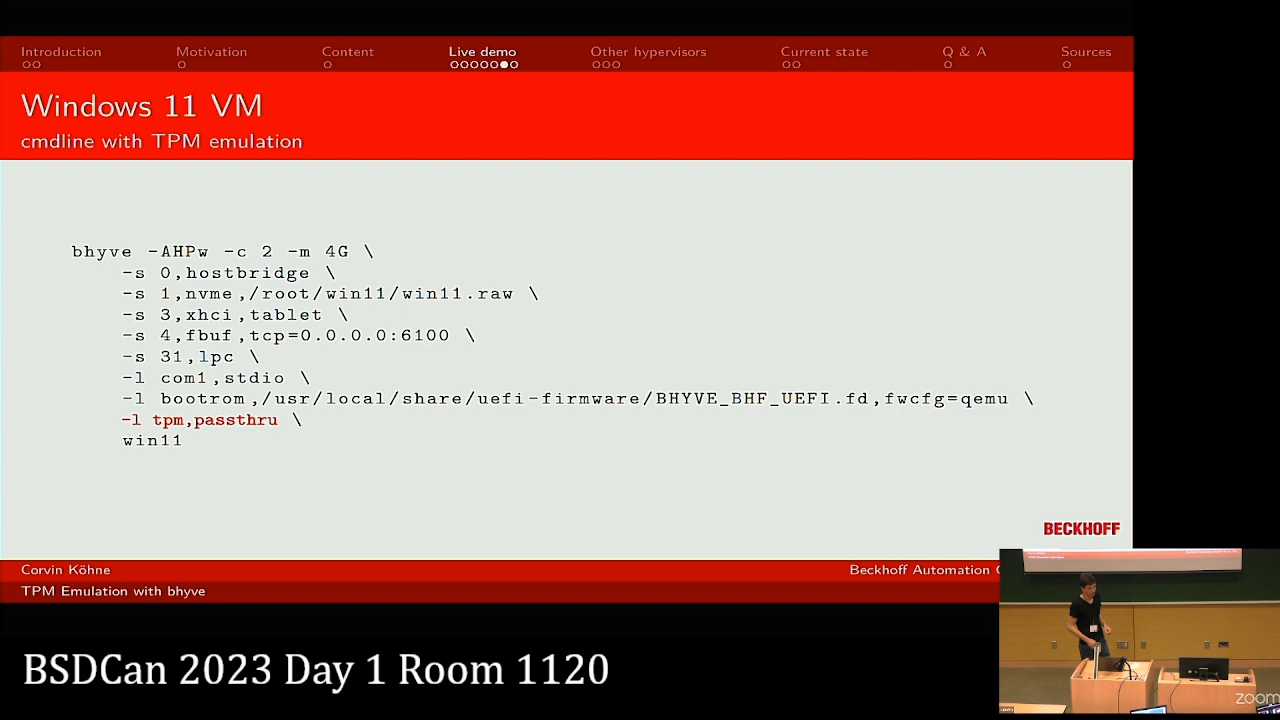 Introduction Motivation Content Live demo Other hypervisors Current state Q & A Sources
Windows 11 VM
cmdline with TPM emulation
bhyve -AHPw -c 2 -m 4G \
-s 0,hostbridge \
-s 1,nvme,/root/win11/win11.raw \
-s 3,xhci,tablet \
-s 4,fbuf,tcp=0.0.0.0:6100 \
-s 31,lpc \
-l com1,stdio \
-l bootrom,/usr/local/share/uefi-firmware/BHYVE_BHF_UEFI.fd,fwcfg=qemu \
-l tpm,passthru \
win11
BECKHOFF
Corvin Köhne Beckhoff Automation
TPM Emulation with bhyve
BSDCan 2023 Day 1 Room 1120
zoom